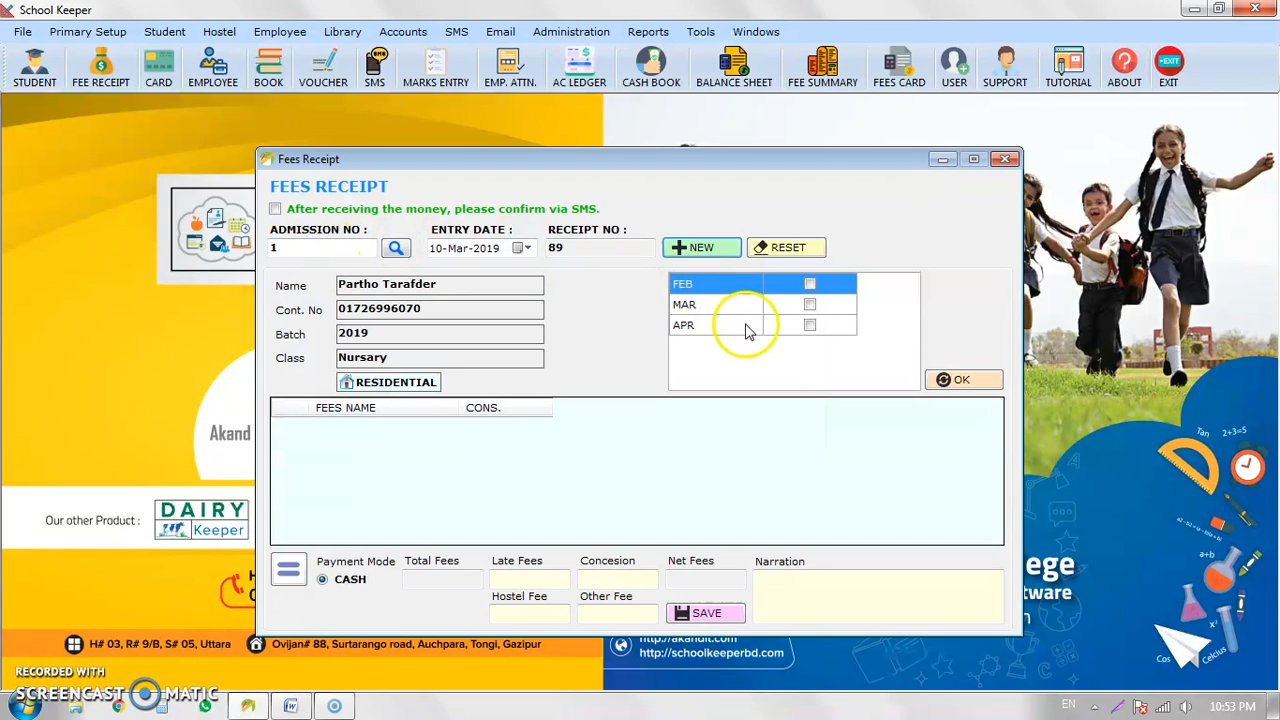 School Keeper
File Primary Setup Student Hostel Employee Library Accounts SMS Email Administration Reports Tools Windows
STUDENT FEE RECEIPT CARD EMPLOYEE BOOK VOUCHER SMS MARKS ENTRY EMP. ATTN. AC LEDGER CASH BOOK BALANCE SHEET FEE SUMMARY FEES CARD USER SUPPORT TUTORIAL ABOUT EXIT
Fees Receipt
FEES RECEIPT
After receiving the money, please confirm via SMS.
ADMISSION NO : ENTRY DATE : RECEIPT NO :
1 10-Mar-2019 89 NEW RESET
Name Partho Tarafder
Cont. No 01726996070
Batch 2019
Class Nursary
RESIDENTIAL
FEB
MAR
APR
OK
FEES NAME CONS.
Payment Mode Total Fees Late Fees Concesion Net Fees Narration
CASH
Hostel Fee Other Fee
SAVE
Akand
Our other Product : DAIRY
Keeper
H# 03, R# 9/B, S# 05, Uttara Ovijan# 88, Surtarango road, Auchpara, Tongi, Gazipur
http://akandit.com
http://schoolkeeperbd.com
Tan 2+3=5
a+b
x²
Cos Celcius
RECORDED WITH
SCREENCAST MATIC
EN 10:53 PM